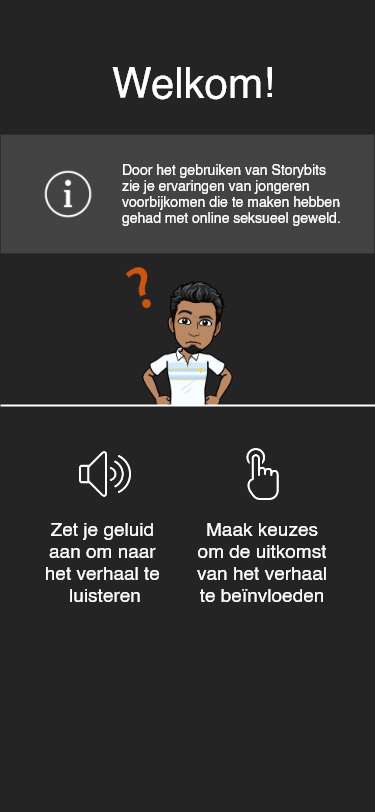 Welkom!
Door het gebruiken van Storybits
zie je ervaringen van jongeren
voorbijkomen die te maken hebben
gehad met online seksueel geweld.
?
Zet je geluid
aan om naar
het verhaal te
luisteren
Maak keuzes
om de uitkomst
van het verhaal
te beïnvloeden